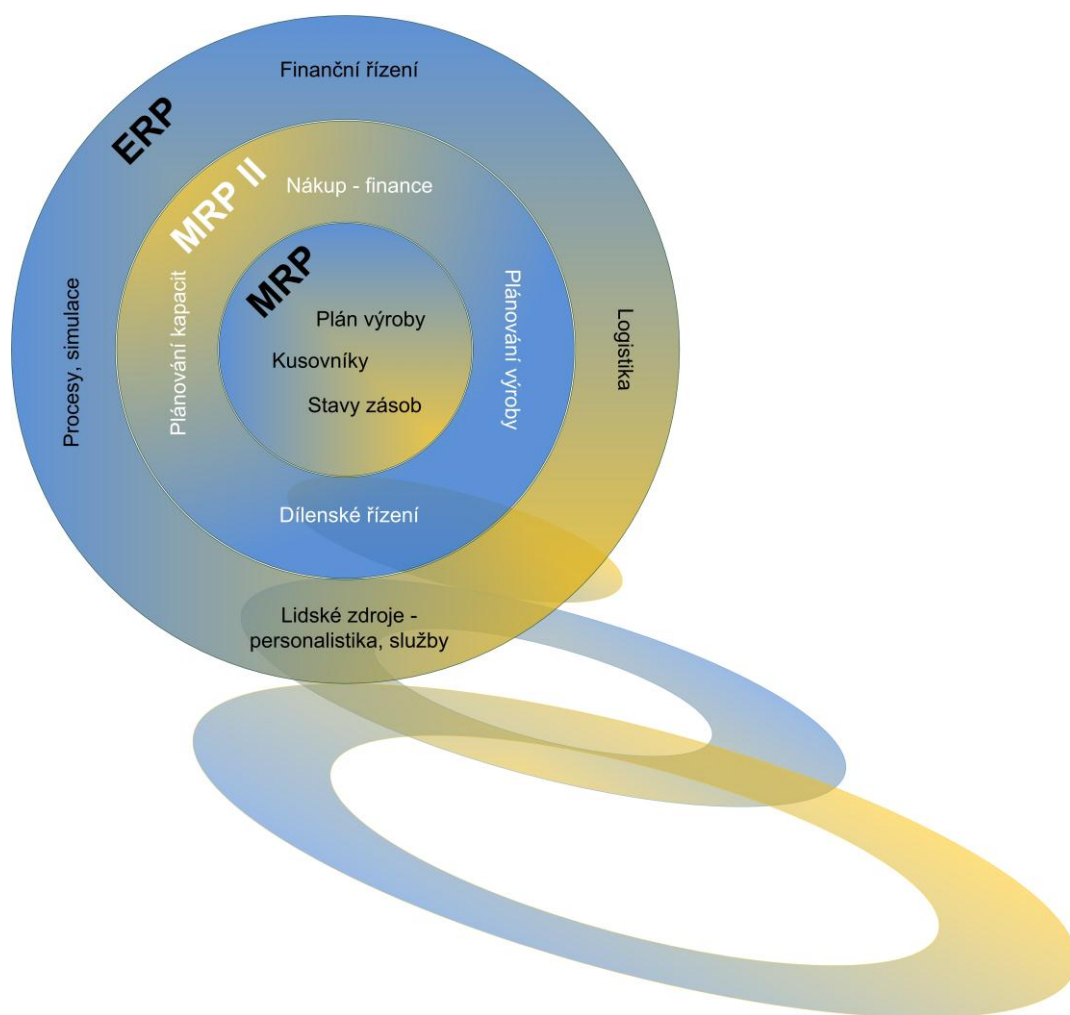 Finanční řízení
ERP
MRP II
Nákup - finance
MRP
Procesy, simulace
Plánování kapacit
Plán výroby
Kusovníky
Stavy zásob
Plánování výroby
Logistika
Dílenské řízení
Lidské zdroje -
personalistika, služby